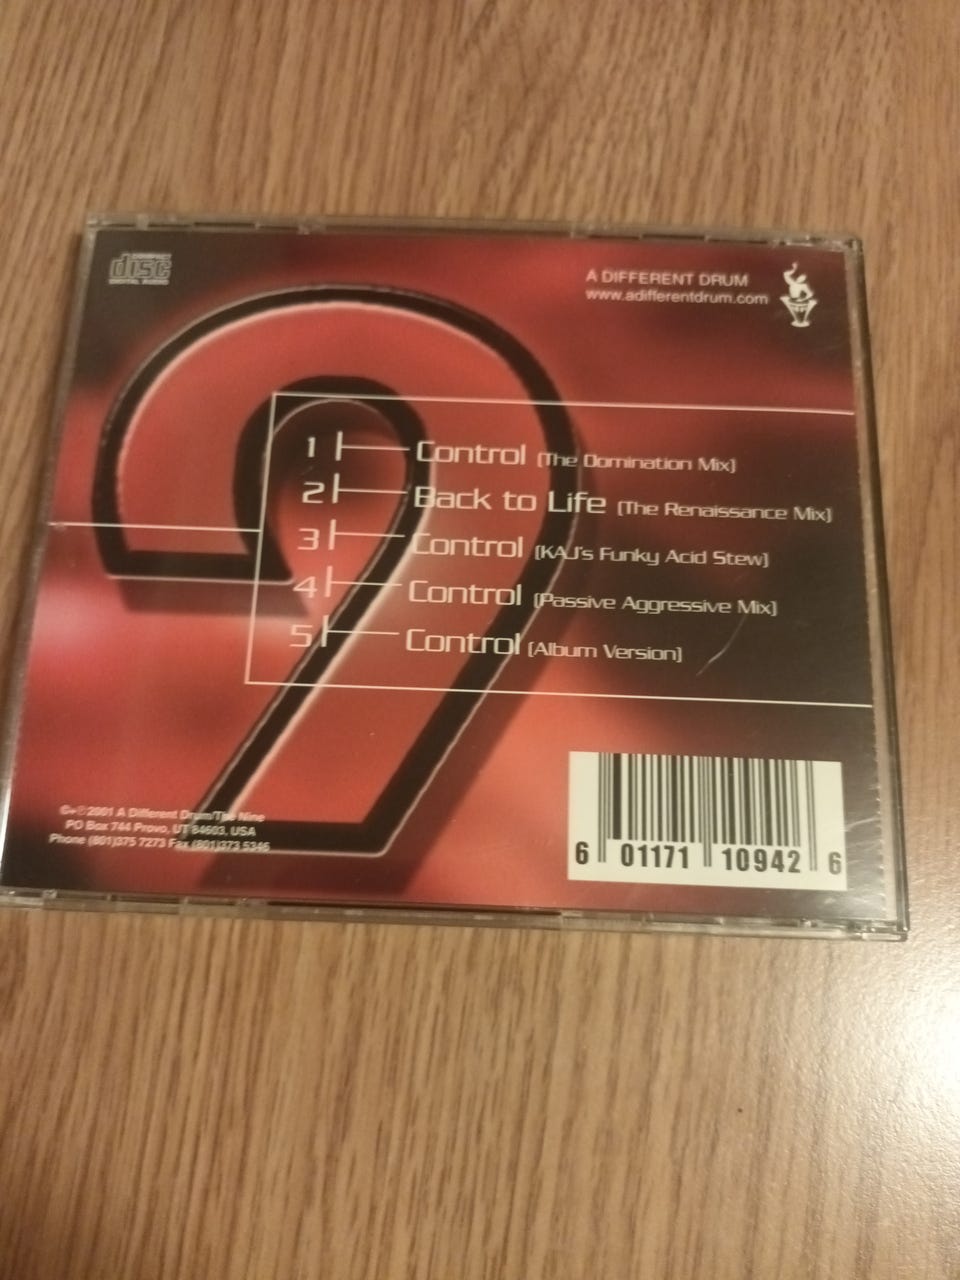 COMPACT
disc
DIGITAL AUDIO
A DIFFERENT DRUM
www.adifferentdrum.com
1 Control (The Domination Mix)
2 Back to Life (The Renaissance Mix)
3 Control (KAJ's Funky Acid Stew)
4 Control (Passive Aggressive Mix)
5 Control (Album Version)
©+℗2001 A Different Drum/The Nine
PO Box 744 Provo, UT 84603, USA
Phone (801)375 7273 Fax (801)373 5346
6 01171 10942 6